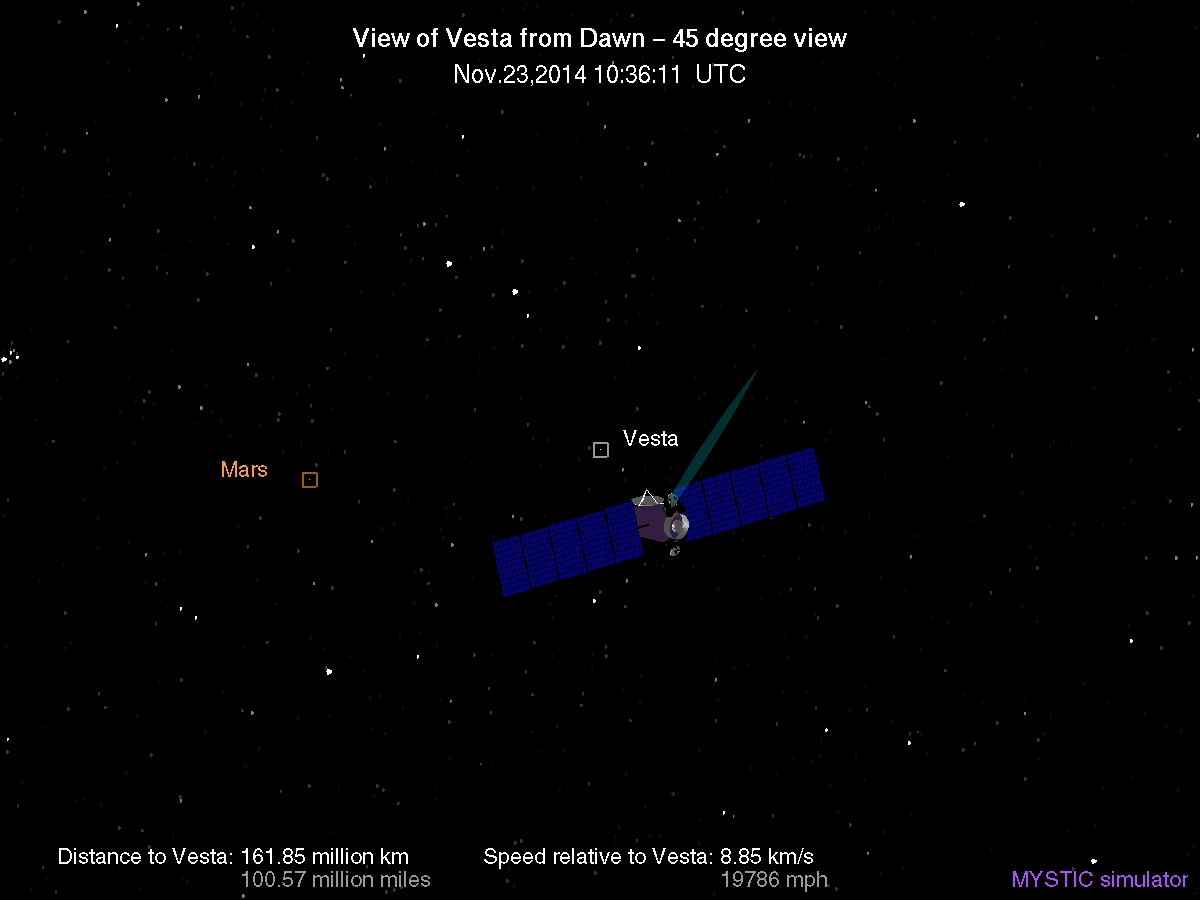 View of Vesta from Dawn – 45 degree view
Nov.23,2014 10:36:11 UTC
Vesta
Mars
Distance to Vesta: 161.85 million km
100.57 million miles
Speed relative to Vesta: 8.85 km/s
19786 mph
MYSTIC simulator